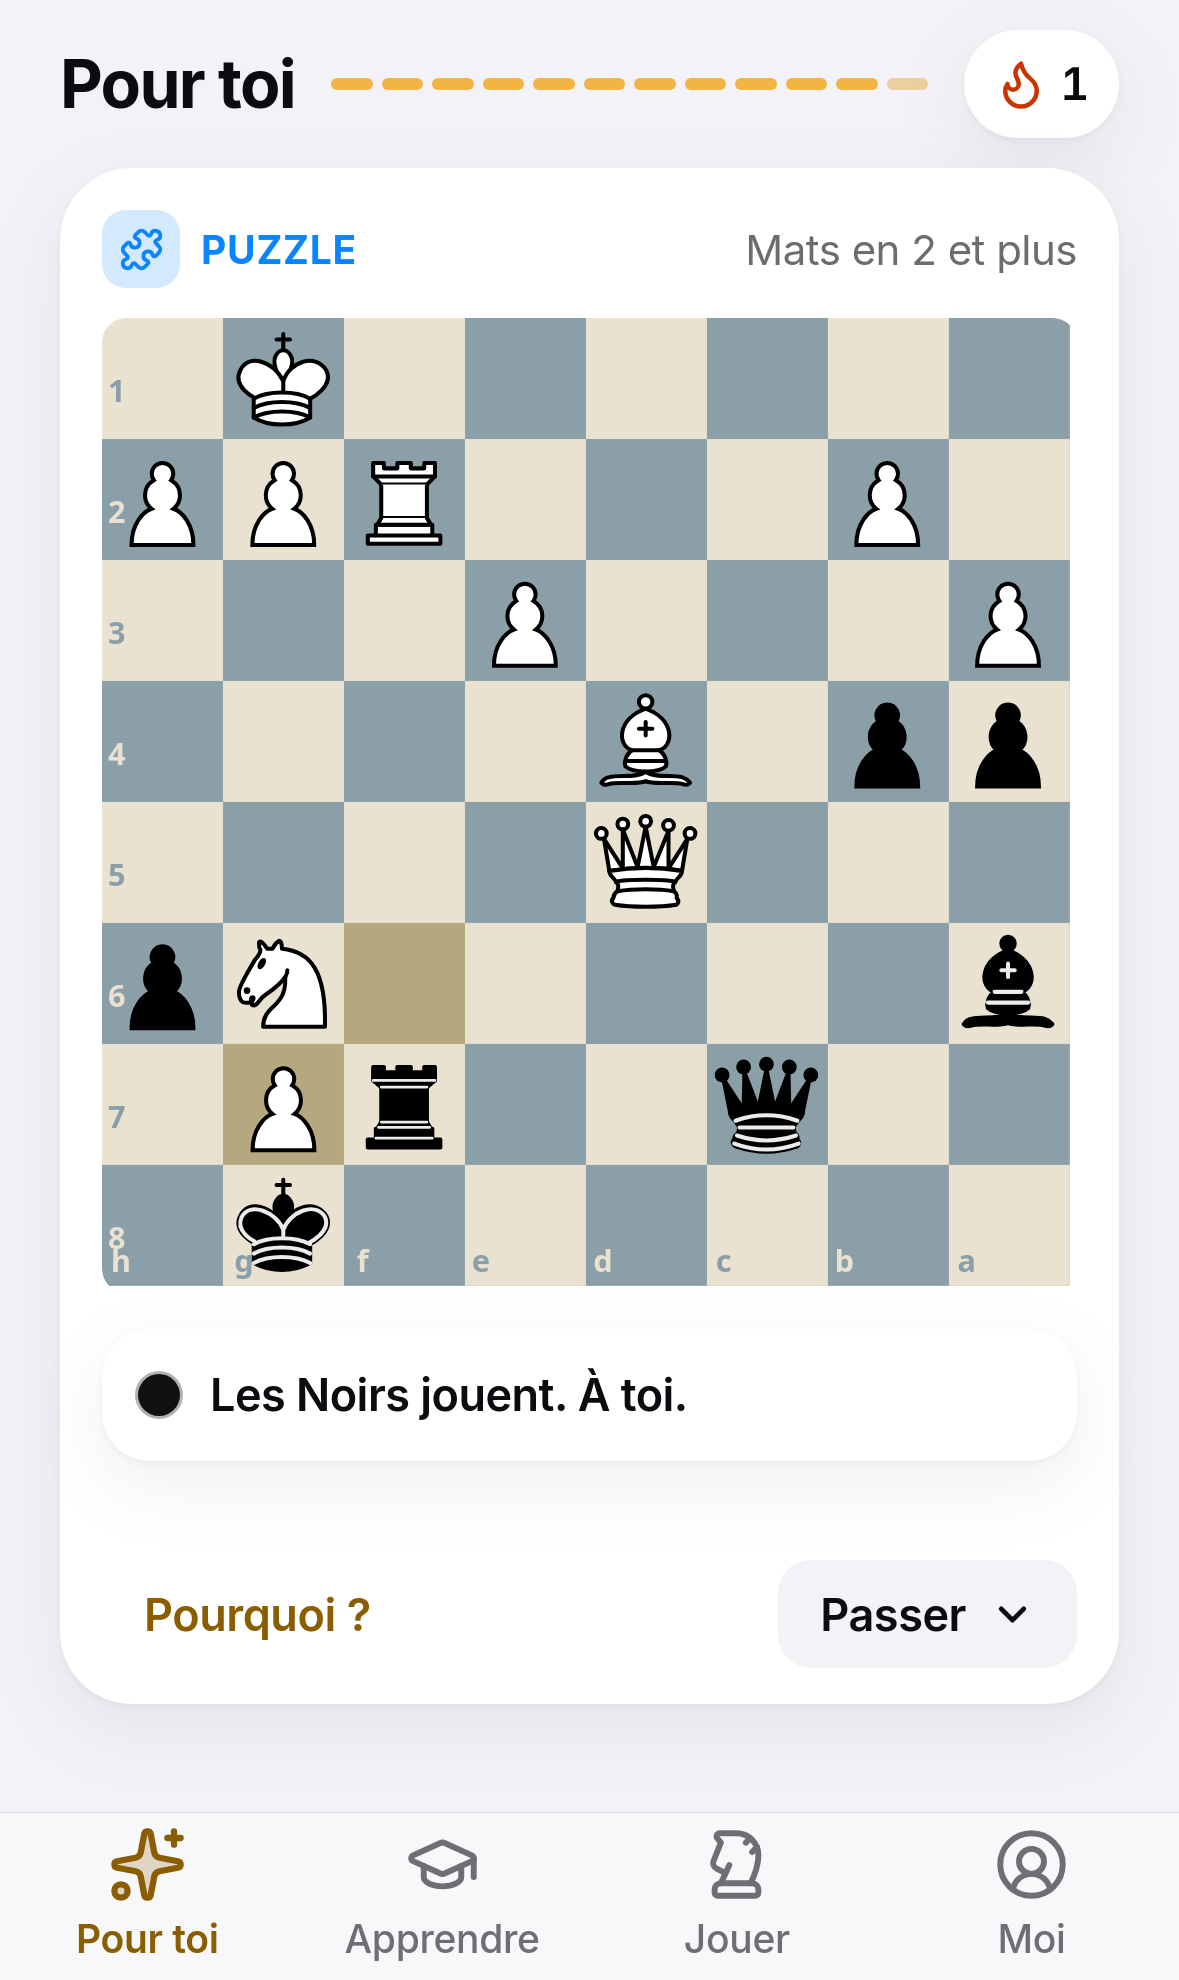 Pour toi
1
PUZZLE
Mats en 2 et plus
1
2
3
4
5
6
7
8
h g f e d c b a
Les Noirs jouent. À toi.
Pourquoi ?
Passer
Pour toi
Apprendre
Jouer
Moi